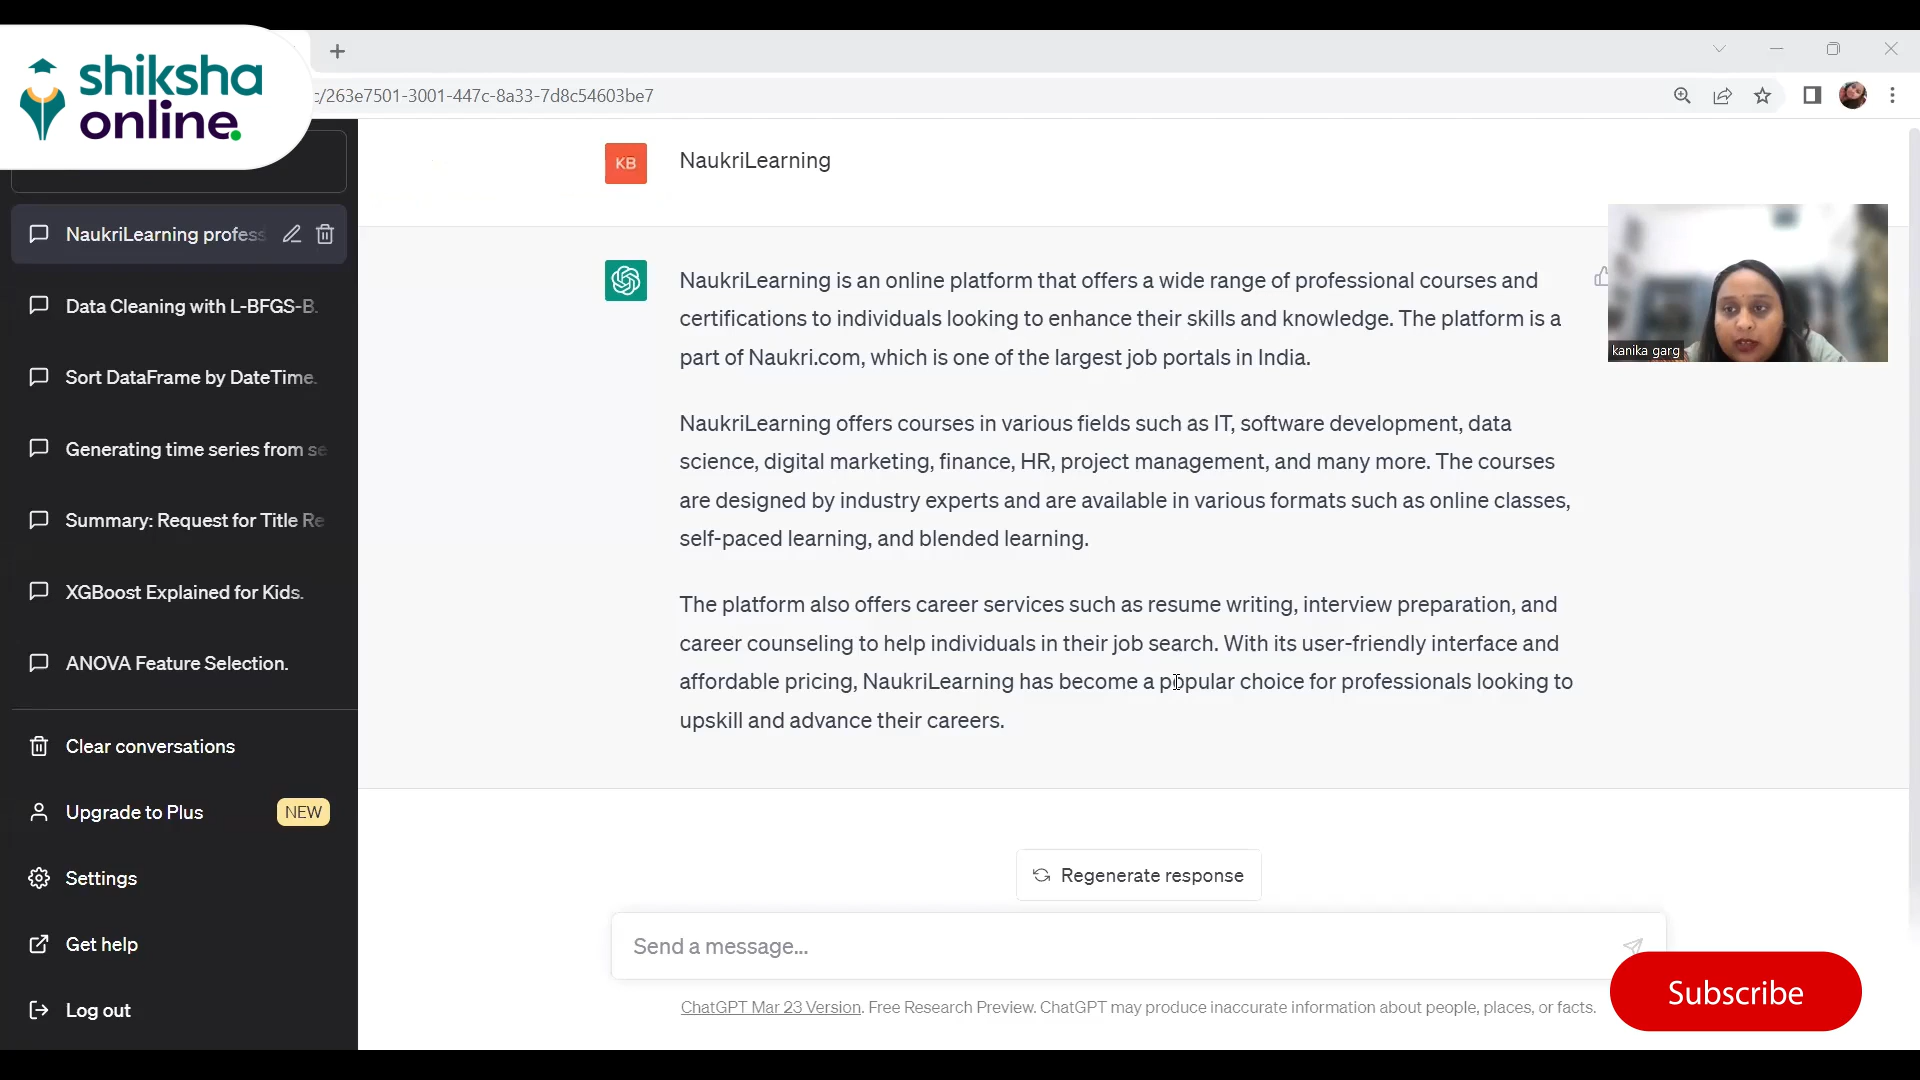 shiksha
online.
c/263e7501-3001-447c-8a33-7d8c54603be7
NaukriLearning profess
Data Cleaning with L-BFGS-B.
Sort DataFrame by DateTime.
Generating time series from se
Summary: Request for Title Re
XGBoost Explained for Kids.
ANOVA Feature Selection.
Clear conversations
Upgrade to Plus NEW
Settings
Get help
Log out
KB NaukriLearning
NaukriLearning is an online platform that offers a wide range of professional courses and
certifications to individuals looking to enhance their skills and knowledge. The platform is a
part of Naukri.com, which is one of the largest job portals in India.
NaukriLearning offers courses in various fields such as IT, software development, data
science, digital marketing, finance, HR, project management, and many more. The courses
are designed by industry experts and are available in various formats such as online classes,
self-paced learning, and blended learning.
The platform also offers career services such as resume writing, interview preparation, and
career counseling to help individuals in their job search. With its user-friendly interface and
affordable pricing, NaukriLearning has become a popular choice for professionals looking to
upskill and advance their careers.
kanika garg
Regenerate response
Send a message...
ChatGPT Mar 23 Version. Free Research Preview. ChatGPT may produce inaccurate information about people, places, or facts.
Subscribe